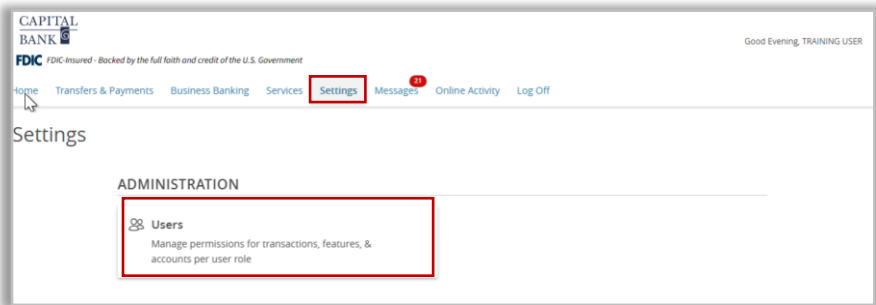 CAPITAL
BANK G
FDIC FDIC-Insured - Backed by the full faith and credit of the U.S. Government
Good Evening, TRAINING USER
Home Transfers & Payments Business Banking Services Settings Messages 21 Online Activity Log Off
Settings
ADMINISTRATION
Users
Manage permissions for transactions, features, &
accounts per user role